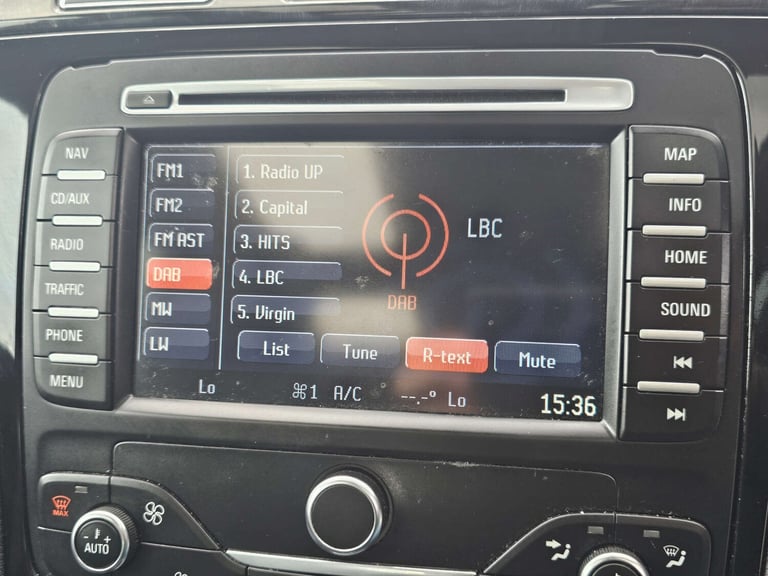 NAV
CD/AUX
RADIO
TRAFFIC
PHONE
MENU
FM1
FM2
FM AST
DAB
MW
LW
1. Radio UP
2. Capital
3. HITS
4. LBC
5. Virgin
DAB
LBC
List Tune R-text Mute
Lo 1 A/C --.-° Lo 15:36
MAP
INFO
HOME
SOUND
MAX
- I +
AUTO